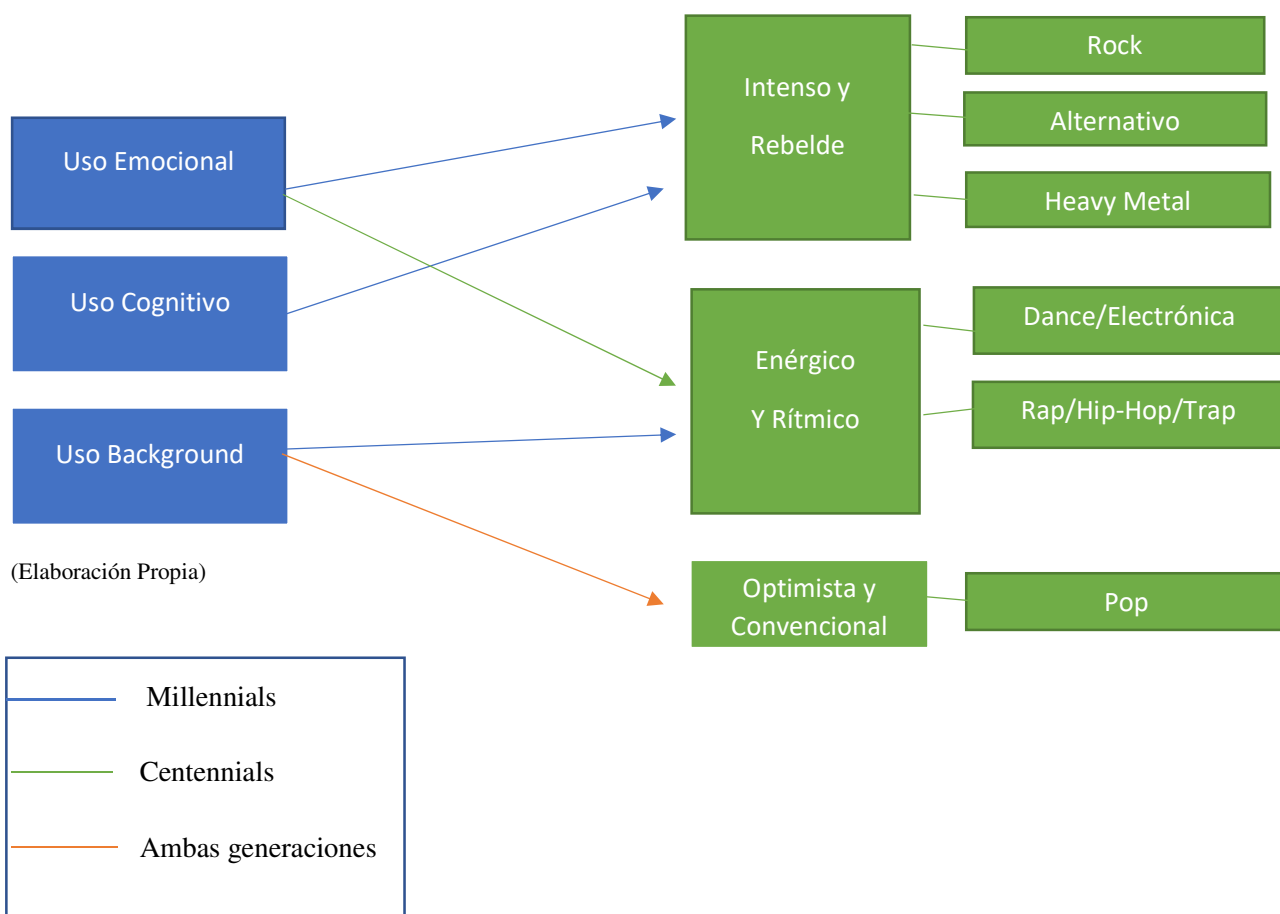 Uso Emocional
Uso Cognitivo
Uso Background
(Elaboración Propia)
Intenso y
Rebelde
Rock
Alternativo
Heavy Metal
Enérgico
Y Rítmico
Dance/Electrónica
Rap/Hip-Hop/Trap
Optimista y
Convencional
Pop
Millennials
Centennials
Ambas generaciones